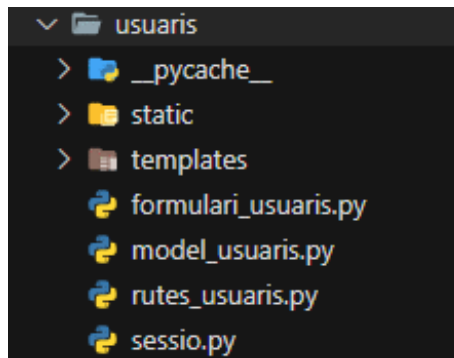 usuaris
__pycache__
static
templates
formulari_usuaris.py
model_usuaris.py
rutes_usuaris.py
sessio.py